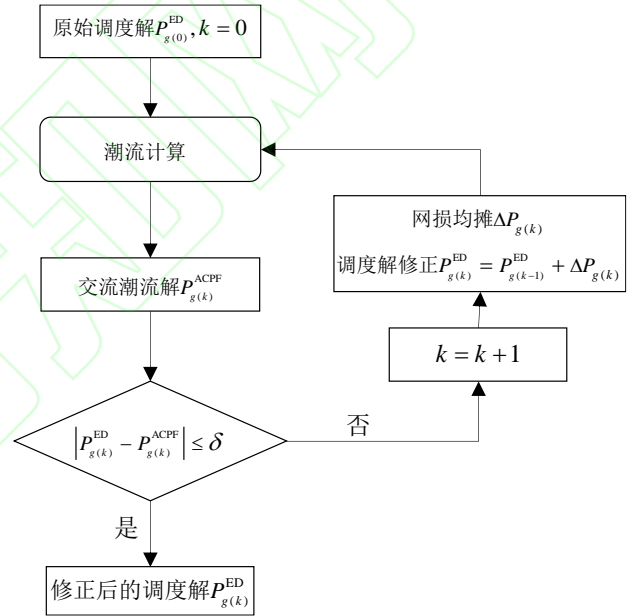 原始调度解P_{g(0)}^{ED}, k = 0
潮流计算
交流潮流解P_{g(k)}^{ACPF}
|P_{g(k)}^{ED} − P_{g(k)}^{ACPF}| ≤ δ
否
是
修正后的调度解P_{g(k)}^{ED}
k = k +1
网损均摊ΔP_{g(k)}
调度解修正P_{g(k)}^{ED} = P_{g(k−1)}^{ED} + ΔP_{g(k)}